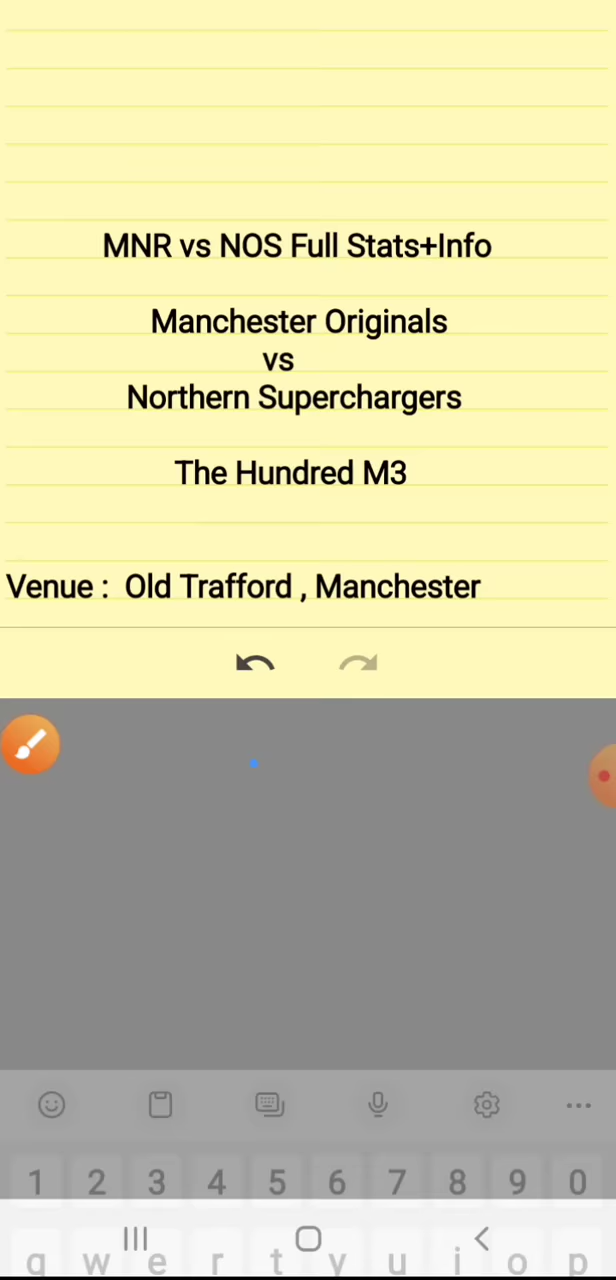 MNR vs NOS Full Stats+Info
Manchester Originals
vs
Northern Superchargers
The Hundred M3
Venue : Old Trafford , Manchester
1 2 3 4 5 6 7 8 9 0
q w e r t y u i o p